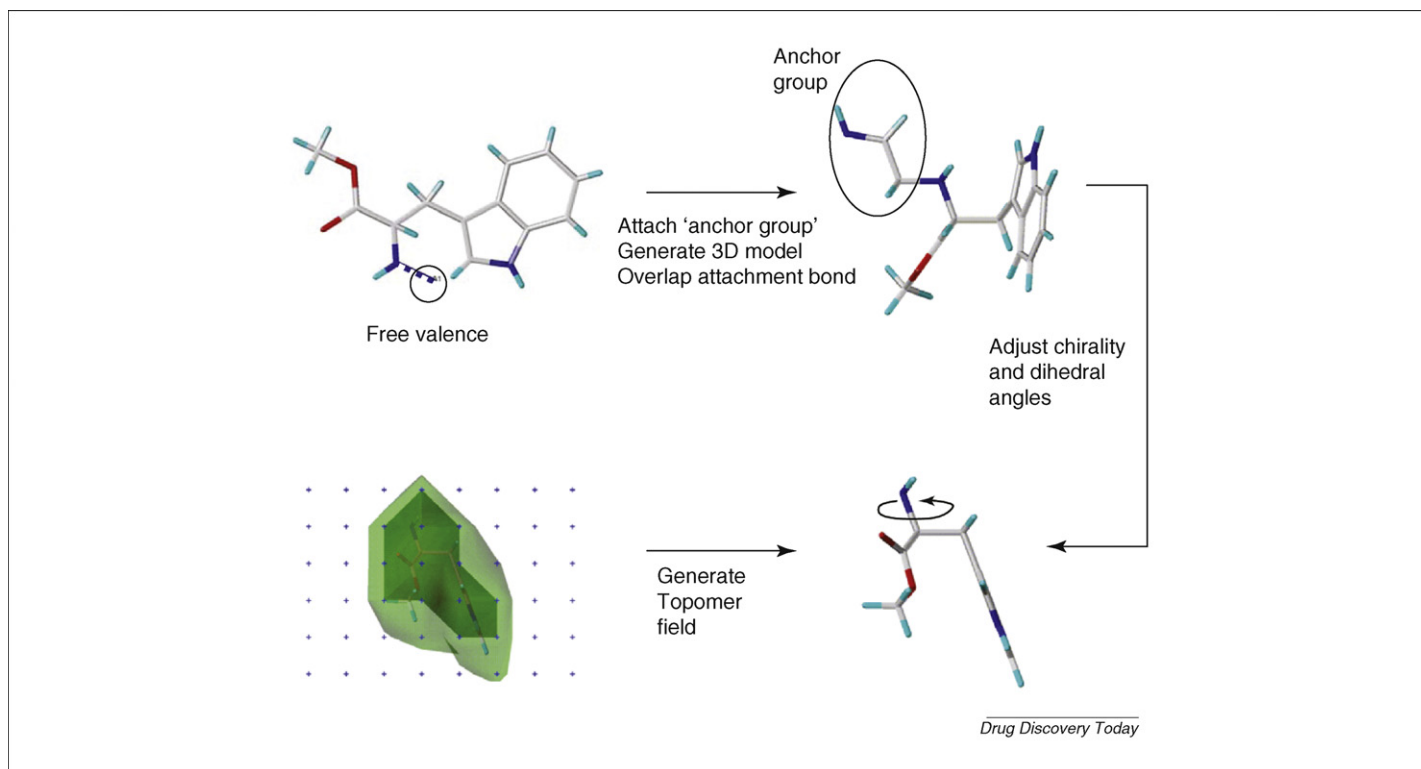 Anchor
group
Attach ‘anchor group’
Generate 3D model
Overlap attachment bond
Free valence
Adjust chirality
and dihedral
angles
Generate
Topomer
field
Drug Discovery Today